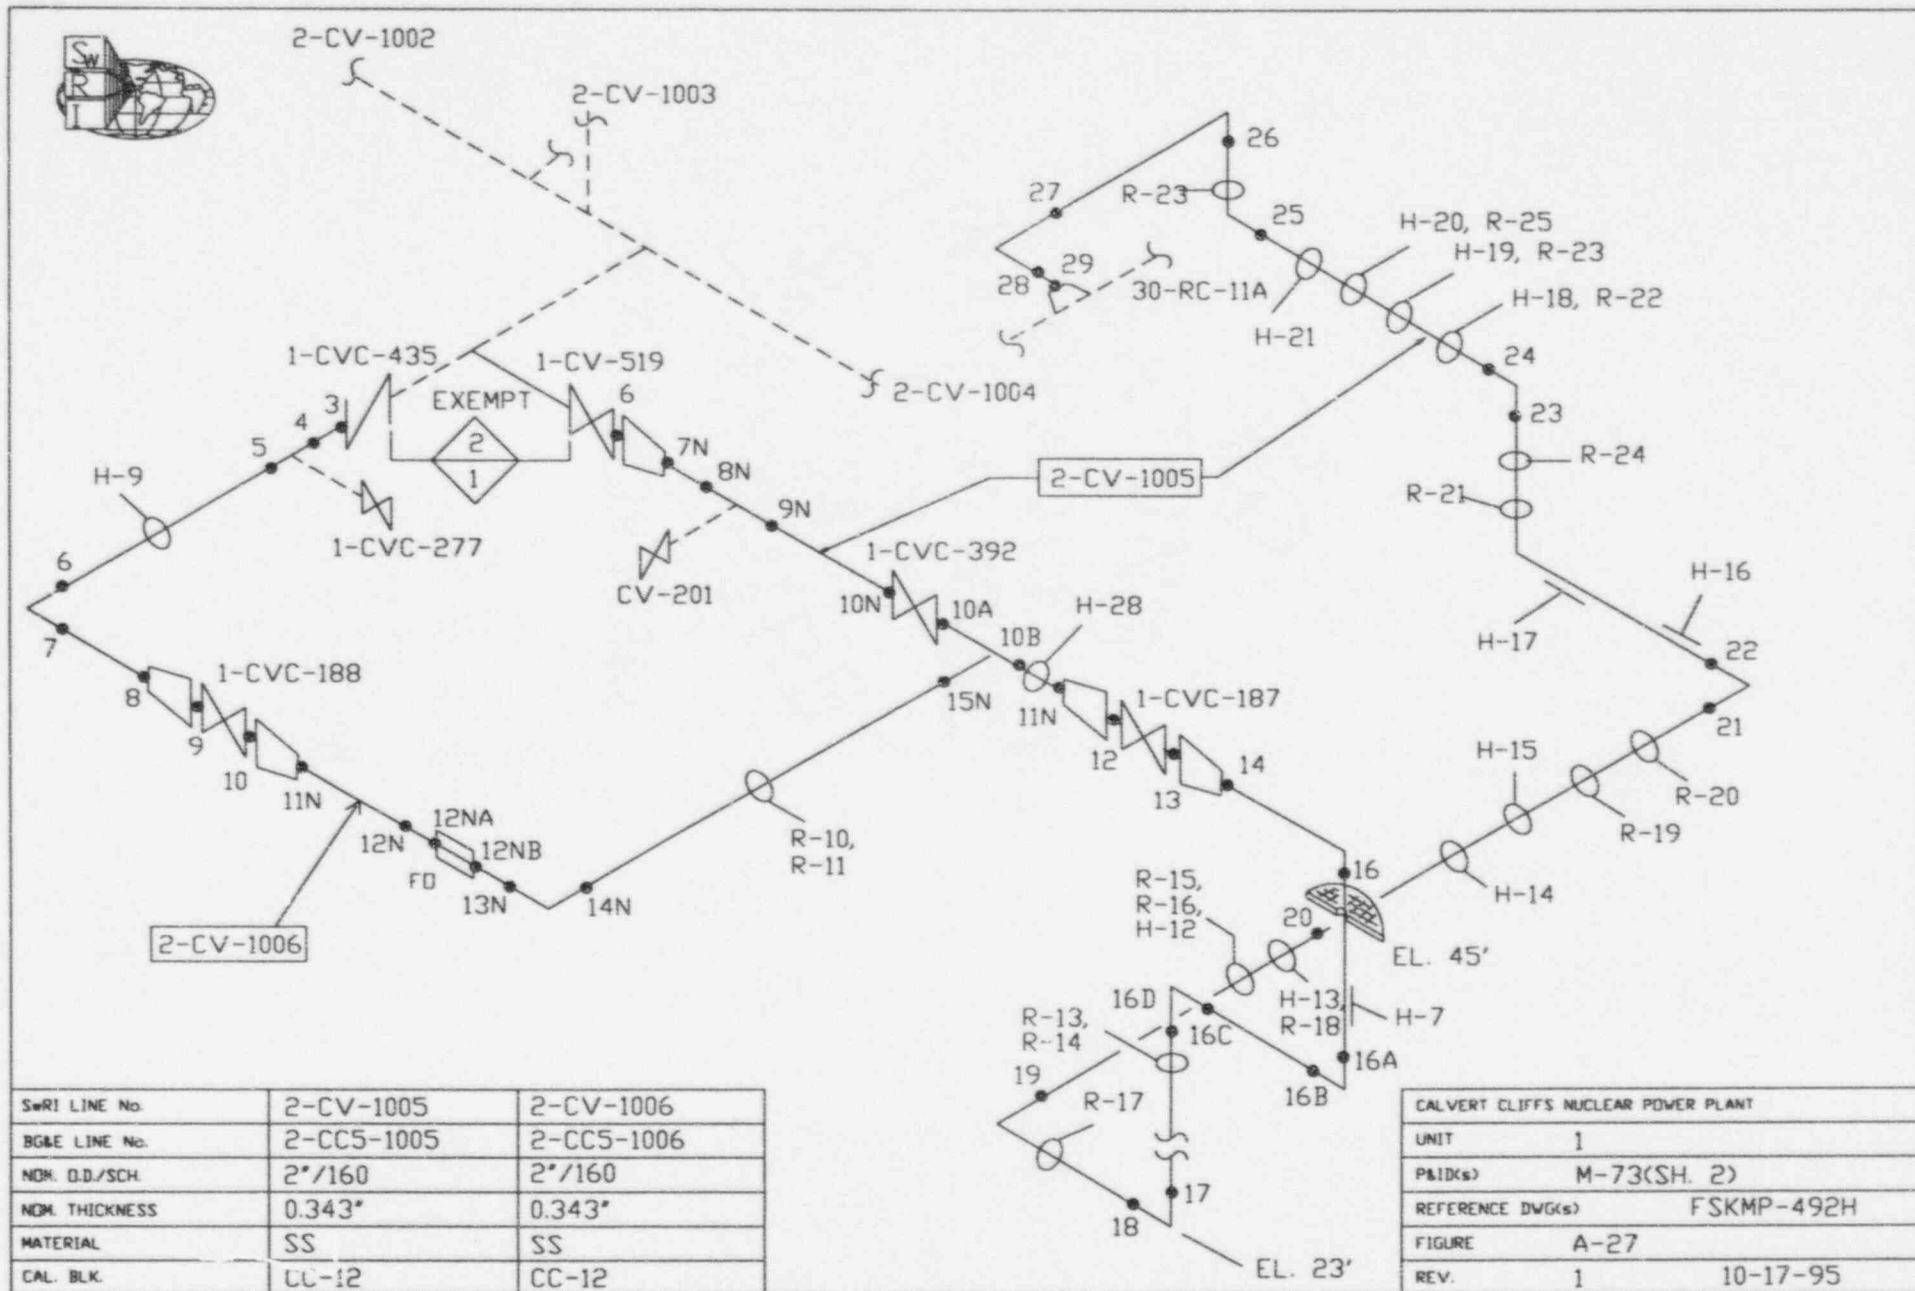 Sw
R
I
2-CV-1002
2-CV-1003
26
R-23
27
25
H-20, R-25
H-19, R-23
H-18, R-22
29
28
30-RC-11A
H-21
24
1-CVC-435
1-CV-519
2-CV-1004
3
EXEMPT
6
4
2
1
5
7N
8N
23
R-24
2-CV-1005
R-21
H-9
9N
1-CVC-277
1-CVC-392
CV-201
6
10N
10A
H-28
10B
H-16
H-17
22
7
1-CVC-188
15N
11N
1-CVC-187
21
8
9
12
14
H-15
10
13
R-20
11N
R-19
12NA
12N
12NB
R-10,
R-11
FO
13N
14N
16
H-14
R-15,
R-16,
H-12
20
2-CV-1006
EL. 45'
16D
H-13,
R-18
H-7
R-13,
R-14
16C
16A
19
R-17
16B
17
18
EL. 23'
SwRI LINE No. 2-CV-1005 2-CV-1006
BG&E LINE No. 2-CC5-1005 2-CC5-1006
NOM. O.D./SCH. 2"/160 2"/160
NOM. THICKNESS 0.343" 0.343"
MATERIAL SS SS
CAL. BLK. CC-12 CC-12
CALVERT CLIFFS NUCLEAR POWER PLANT
UNIT 1
P&ID(s) M-73(SH. 2)
REFERENCE DWG(s) FSKMP-492H
FIGURE A-27
REV. 1 10-17-95